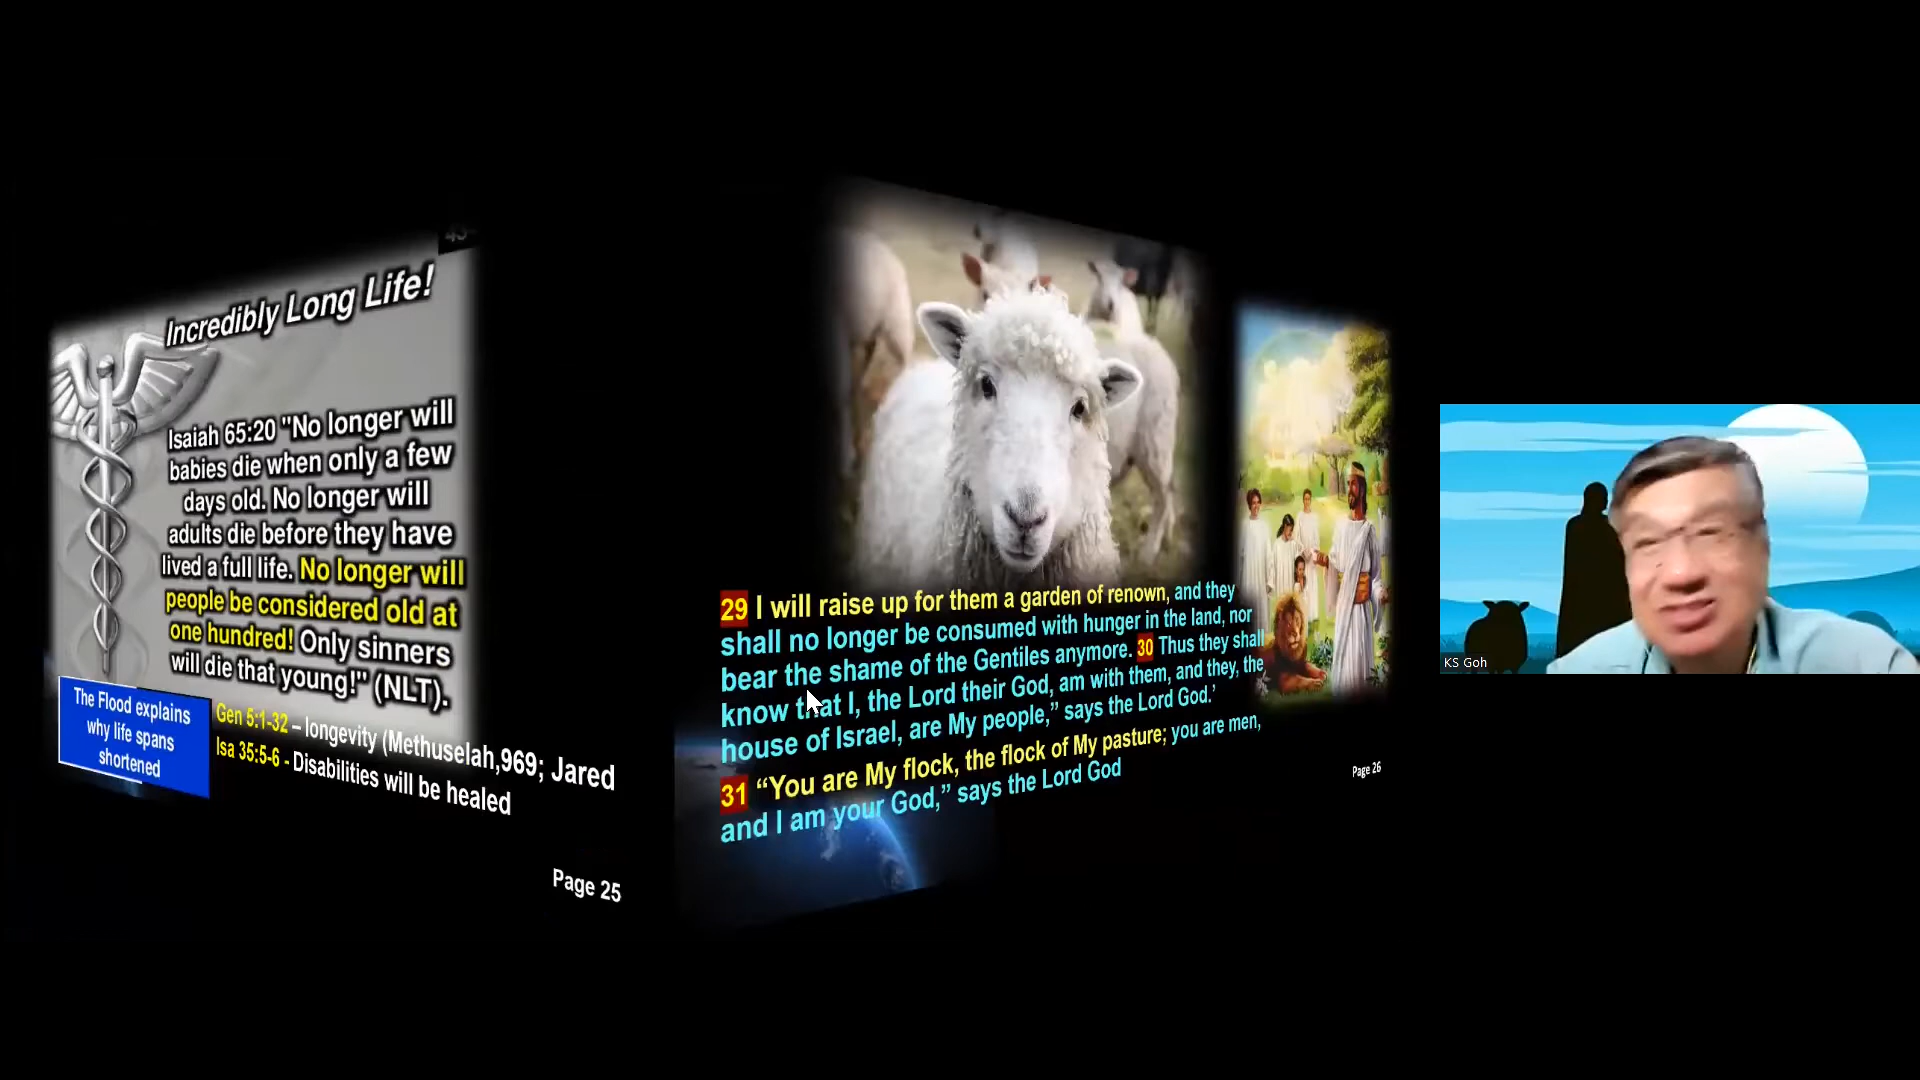 Incredibly Long Life!
Isaiah 65:20 "No longer will
babies die when only a few
days old. No longer will
adults die before they have
lived a full life. No longer will
people be considered old at
one hundred! Only sinners
will die that young!" (NLT).
The Flood explains
why life spans
shortened
Gen 5:1-32 – longevity (Methuselah,969; Jared
Isa 35:5-6 - Disabilities will be healed
Page 25
29 I will raise up for them a garden of renown, and they
shall no longer be consumed with hunger in the land, nor
bear the shame of the Gentiles anymore. 30 Thus they shall
know that I, the Lord their God, am with them, and they, the
house of Israel, are My people,” says the Lord God.’
31 “You are My flock, the flock of My pasture; you are men,
and I am your God,” says the Lord God
Page 26
KS Goh